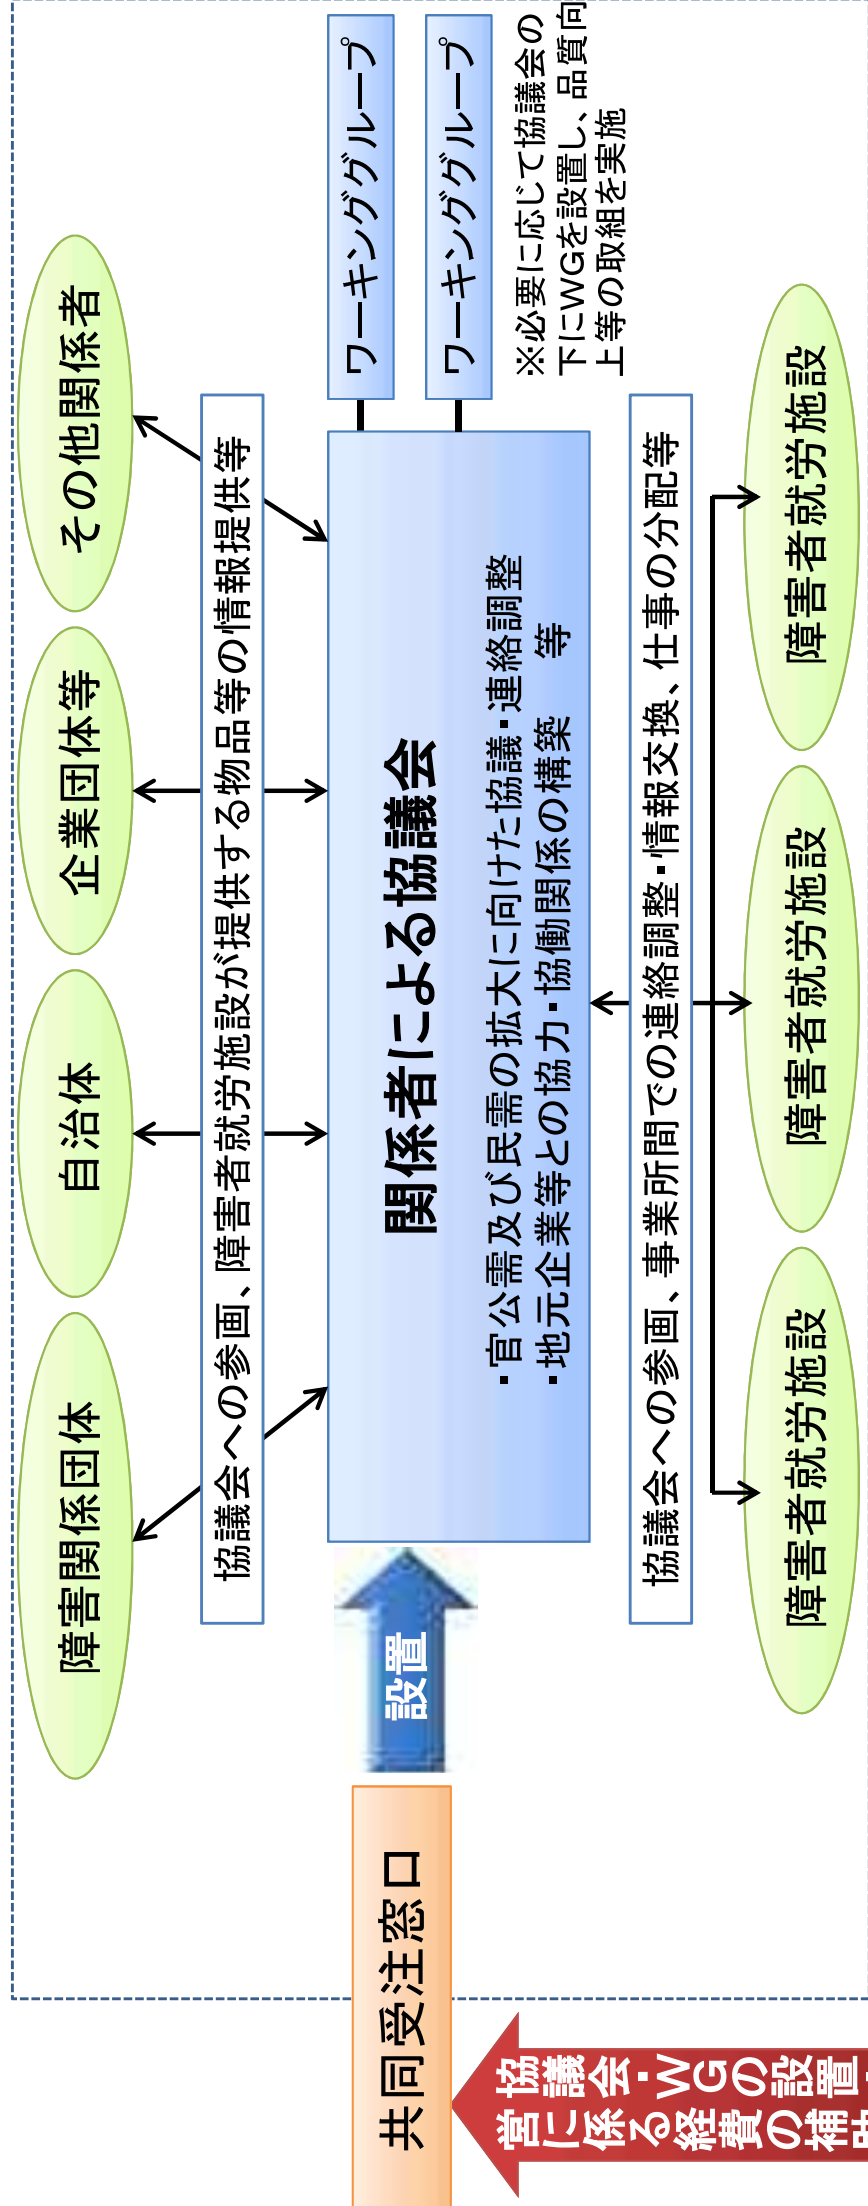 障害関係団体
自治体
企業団体等
その他関係者
協議会への参画、障害者就労施設が提供する物品等の情報提供等
共同受注窓口
設置
関係者による協議会
・官公需及び民需の拡大に向けた協議・連絡調整
・地元企業等との協力・協働関係の構築　等
ワーキンググループ
ワーキンググループ
※必要に応じて協議会の
下にWGを設置し、品質向
上等の取組を実施
協議会への参画、事業所間での連絡調整・情報交換、仕事の分配等
障害者就労施設
障害者就労施設
障害者就労施設
協議会・WGの設置・
営に係る経費の補助